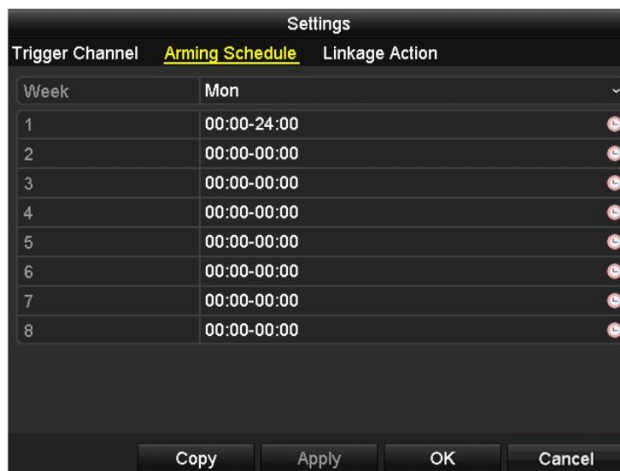 Settings
Trigger Channel Arming Schedule Linkage Action
Week Mon
1 00:00-24:00
2 00:00-00:00
3 00:00-00:00
4 00:00-00:00
5 00:00-00:00
6 00:00-00:00
7 00:00-00:00
8 00:00-00:00
Copy Apply OK Cancel